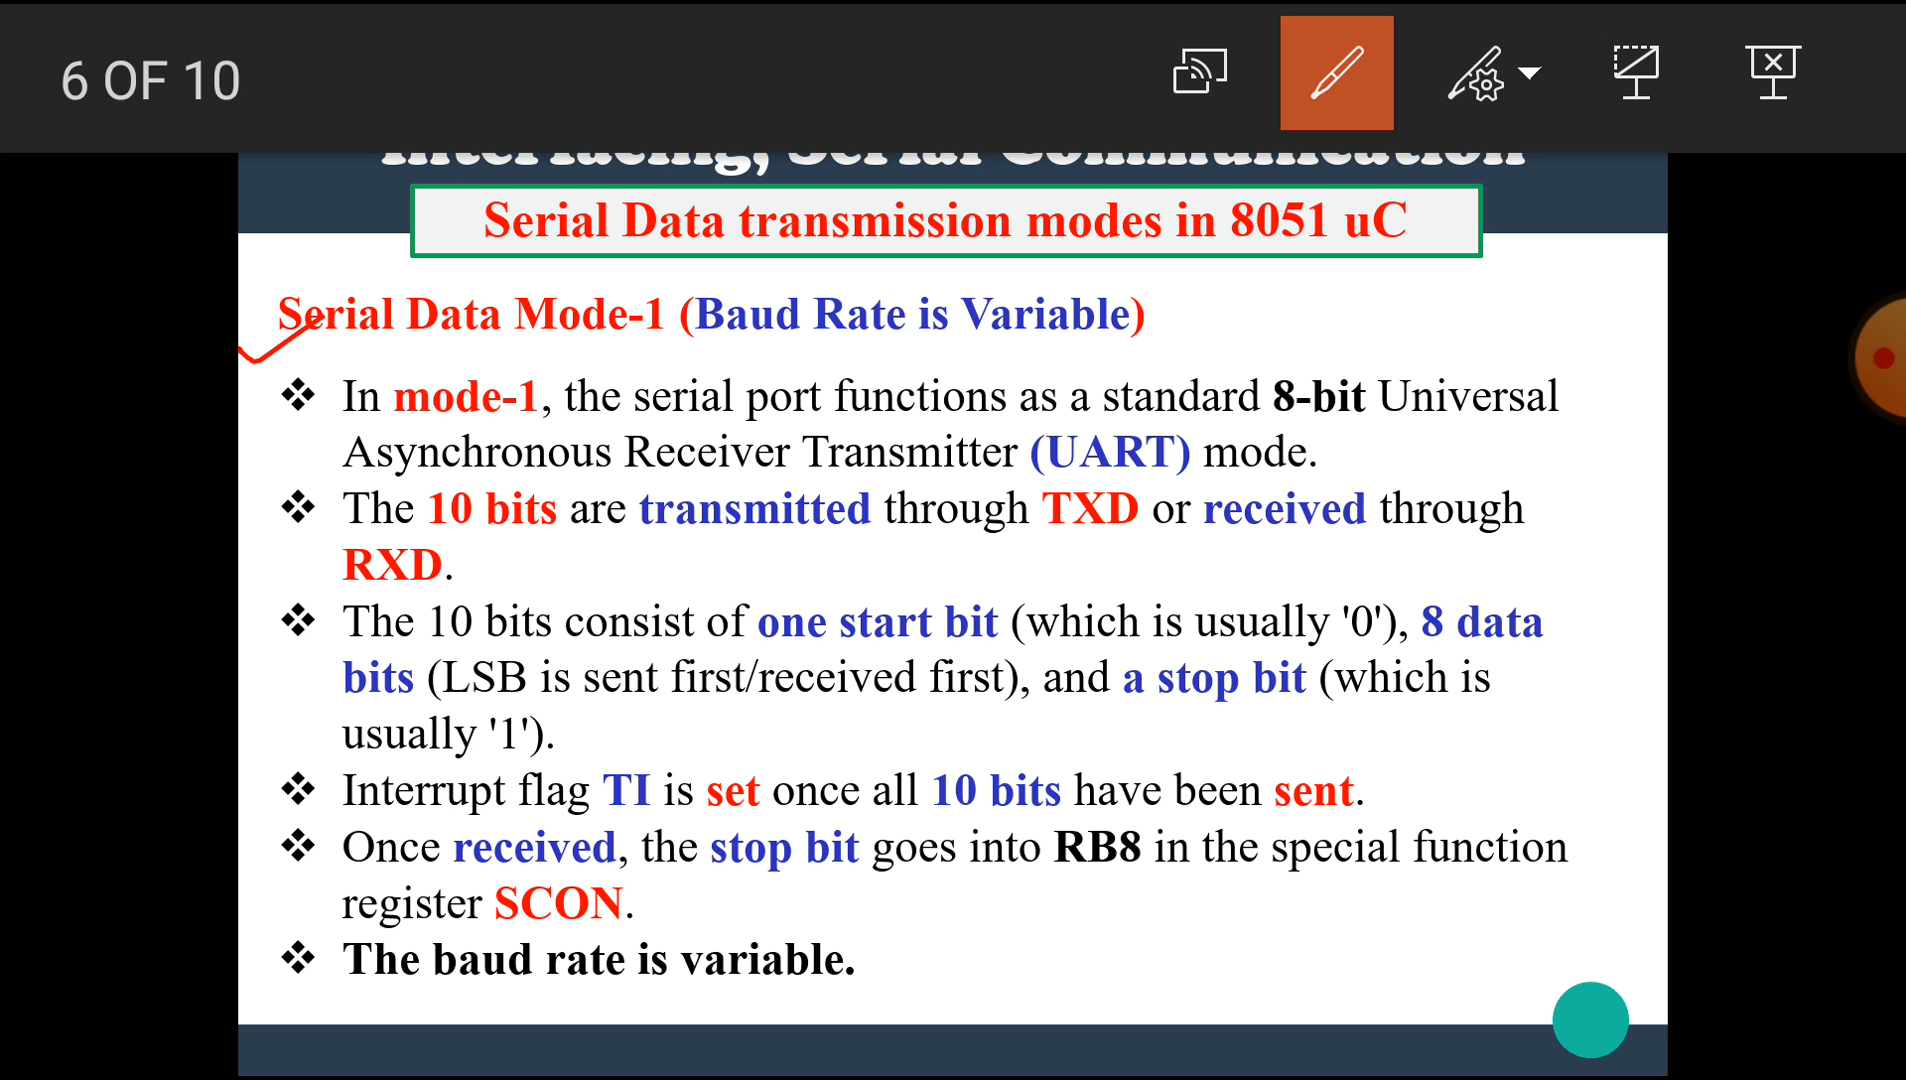 6 OF 10
Interfacing, Serial Communication
Serial Data transmission modes in 8051 uC
Serial Data Mode-1 (Baud Rate is Variable)
❖ In mode-1, the serial port functions as a standard 8-bit Universal
Asynchronous Receiver Transmitter (UART) mode.
❖ The 10 bits are transmitted through TXD or received through
RXD.
❖ The 10 bits consist of one start bit (which is usually '0'), 8 data
bits (LSB is sent first/received first), and a stop bit (which is
usually '1').
❖ Interrupt flag TI is set once all 10 bits have been sent.
❖ Once received, the stop bit goes into RB8 in the special function
register SCON.
❖ The baud rate is variable.